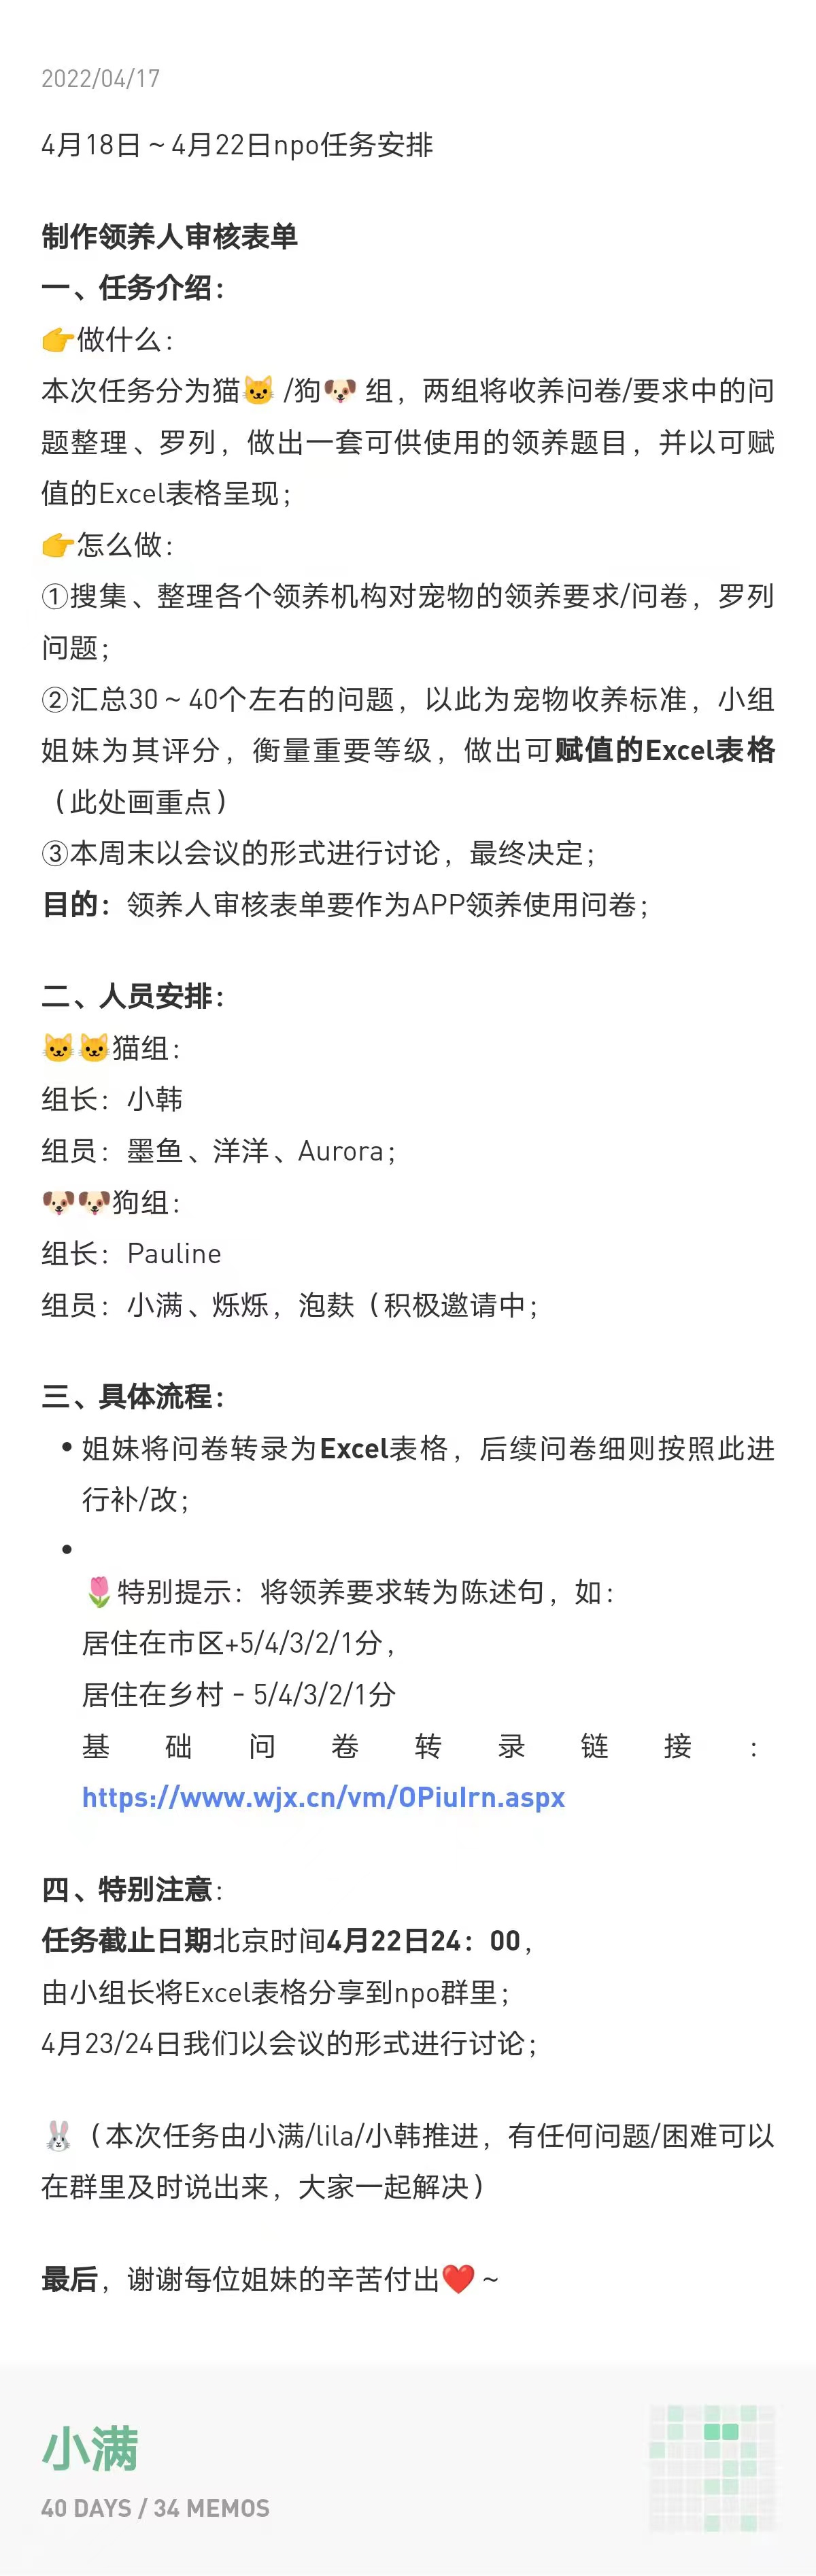 2022/04/17
4月18日~4月22日npo任务安排
制作领养人审核表单
一、任务介绍：
👉做什么：
本次任务分为猫🐱 /狗🐶 组，两组将收养问卷/要求中的问
题整理、罗列，做出一套可供使用的领养题目，并以可赋
值的Excel表格呈现；
👉怎么做：
①搜集、整理各个领养机构对宠物的领养要求/问卷，罗列
问题；
②汇总30~40个左右的问题，以此为宠物收养标准，小组
姐妹为其评分，衡量重要等级，做出可赋值的Excel表格
（此处画重点）
③本周末以会议的形式进行讨论，最终决定；
目的：领养人审核表单要作为APP领养使用问卷；
二、人员安排：
🐱🐱猫组：
组长：小韩
组员：墨鱼、洋洋、Aurora；
🐶🐶狗组：
组长：Pauline
组员：小满、烁烁，泡麸（积极邀请中；
三、具体流程：
• 姐妹将问卷转录为Excel表格，后续问卷细则按照此进
行补/改；
•
🌷特别提示：将领养要求转为陈述句，如：
居住在市区+5/4/3/2/1分，
居住在乡村－5/4/3/2/1分
基础问卷转录链接：
https://www.wjx.cn/vm/OPiuIrn.aspx
四、特别注意：
任务截止日期北京时间4月22日24：00，
由小组长将Excel表格分享到npo群里；
4月23/24日我们以会议的形式进行讨论；
🐰（本次任务由小满/lila/小韩推进，有任何问题/困难可以
在群里及时说出来，大家一起解决）
最后，谢谢每位姐妹的辛苦付出❤️~
小满
40 DAYS / 34 MEMOS